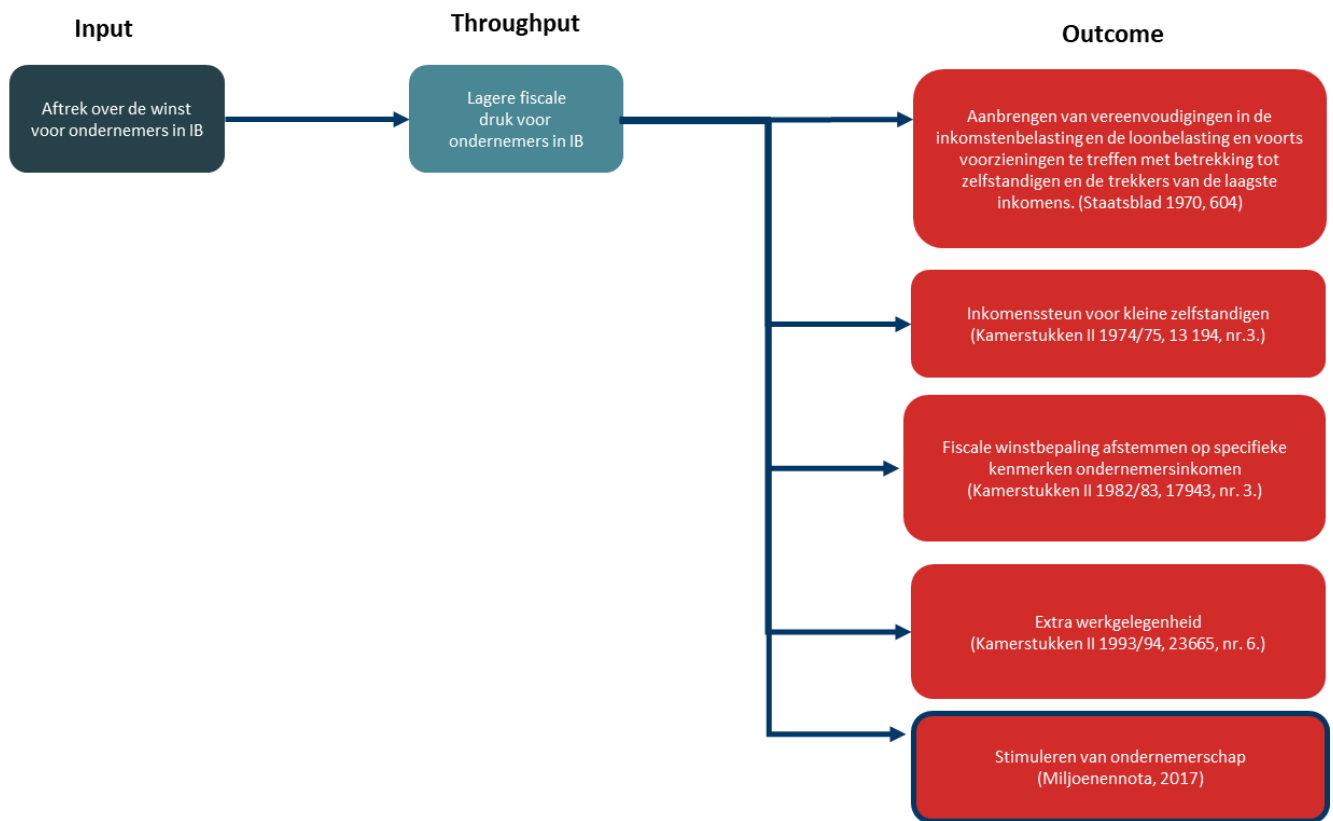 Input
Throughput
Outcome
Aftrek over de winst
voor ondernemers in IB
Lagere fiscale
druk voor
ondernemers in IB
Aanbrengen van vereenvoudigingen in de
inkomstenbelasting en de loonbelasting en voorts
voorzieningen te treffen met betrekking tot
zelfstandigen en de trekkers van de laagste
inkomens. (Staatsblad 1970, 604)
Inkomenssteun voor kleine zelfstandigen
(Kamerstukken II 1974/75, 13 194, nr.3.)
Fiscale winstbepaling afstemmen op specifieke
kenmerken ondernemersinkomen
(Kamerstukken II 1982/83, 17943, nr. 3.)
Extra werkgelegenheid
(Kamerstukken II 1993/94, 23665, nr. 6.)
Stimuleren van ondernemerschap
(Miljoenennota, 2017)